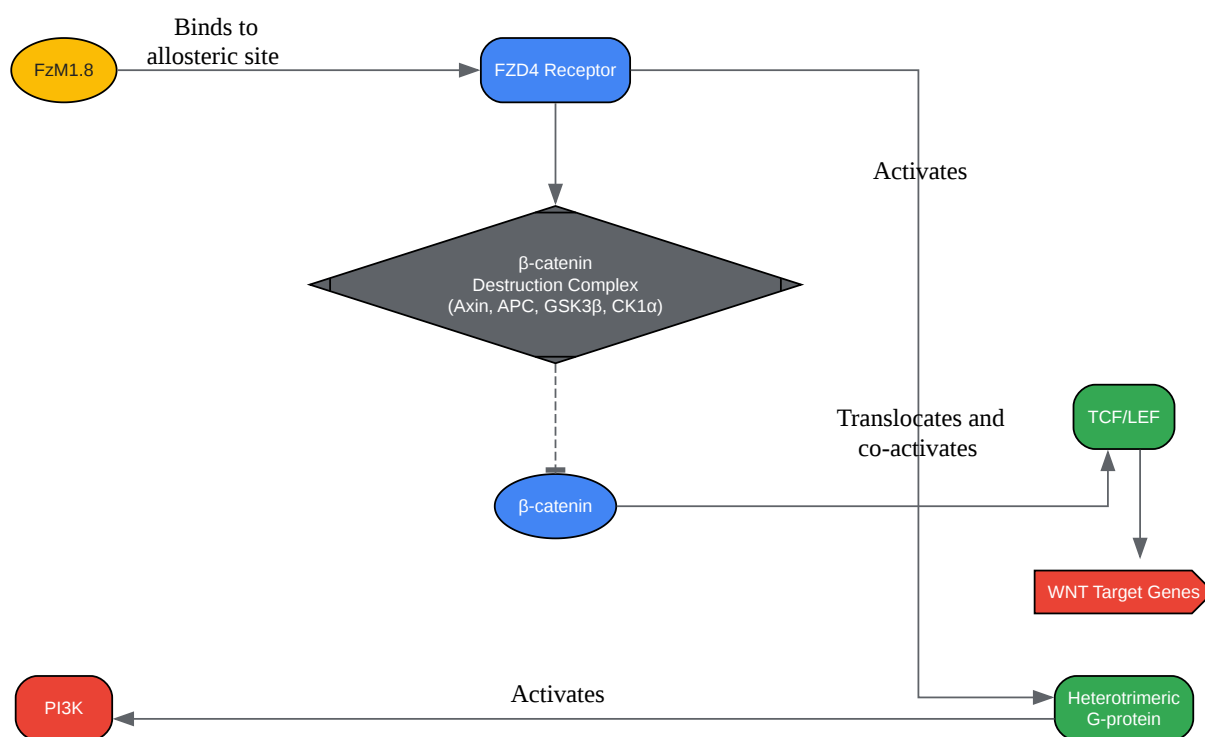 Binds to
allosteric site
FzM1.8
FZD4 Receptor
Activates
β-catenin
Destruction Complex
(Axin, APC, GSK3β, CK1α)
Translocates and
co-activates
TCF/LEF
β-catenin
WNT Target Genes
PI3K
Activates
Heterotrimeric
G-protein